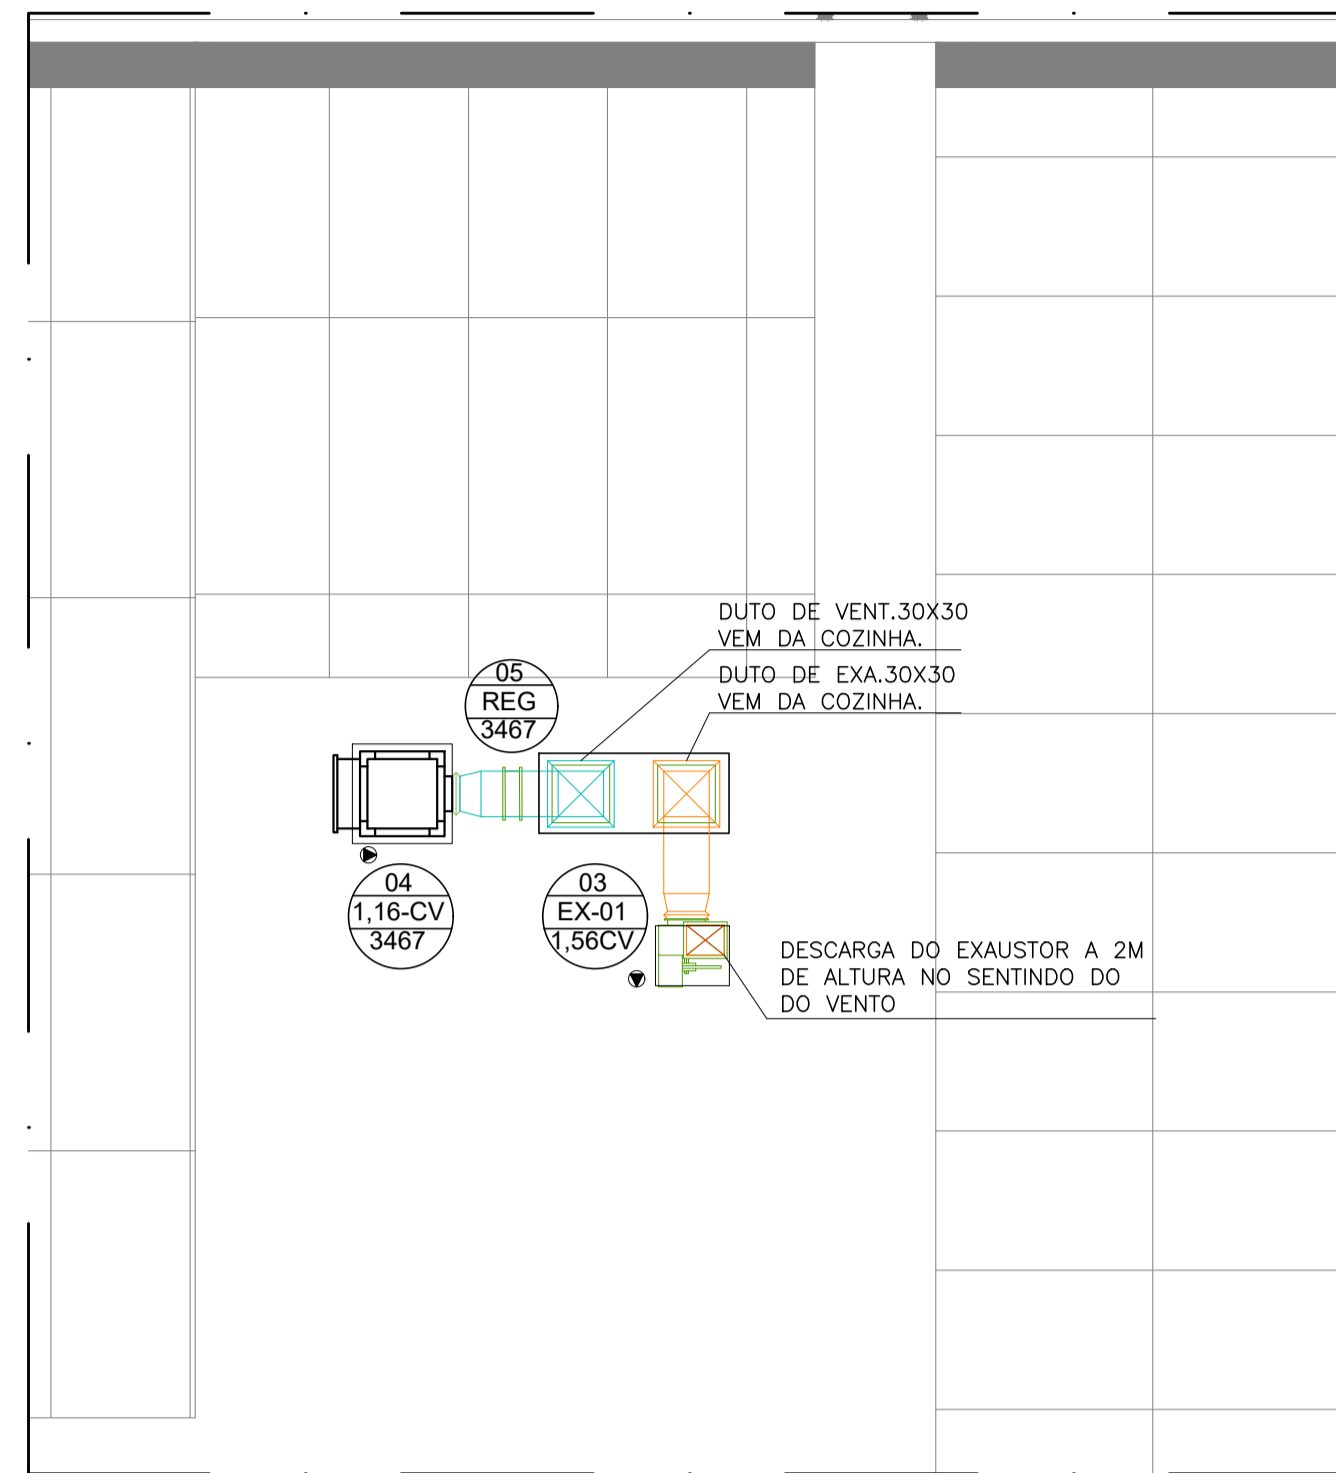 DUTO DE VENT.30X30
VEM DA COZINHA.
DUTO DE EXA.30X30
VEM DA COZINHA.
05
REG
3467
04
1,16-CV
3467
03
EX-01
1,56CV
DESCARGA DO EXAUSTOR A 2M
DE ALTURA NO SENTINDO DO
DO VENTO